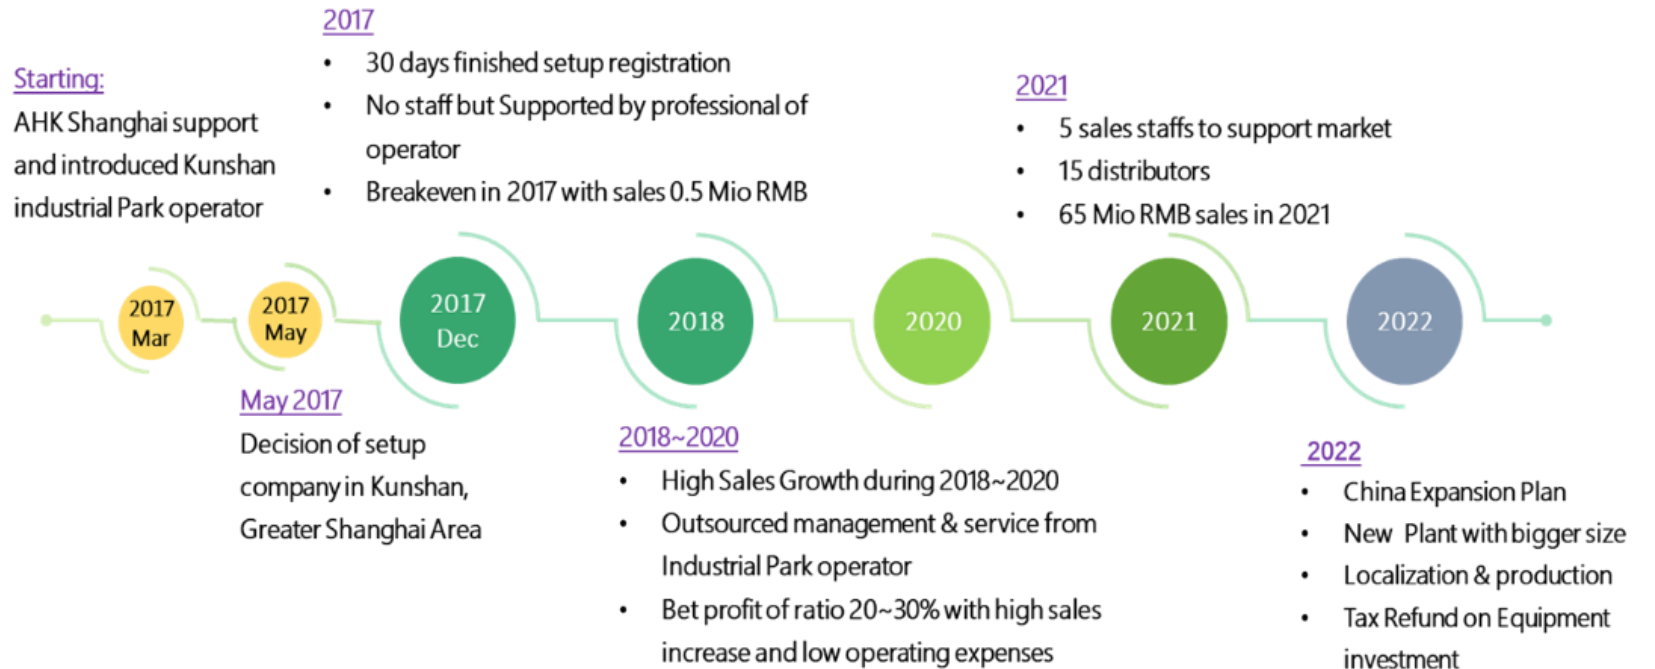 Starting:
AHK Shanghai support
and introduced Kunshan
industrial Park operator
2017
• 30 days finished setup registration
• No staff but Supported by professional of
operator
• Breakeven in 2017 with sales 0.5 Mio RMB
2021
• 5 sales staffs to support market
• 15 distributors
• 65 Mio RMB sales in 2021
2017
Mar
2017
May
2017
Dec
2018
2020
2021
2022
May 2017
Decision of setup
company in Kunshan,
Greater Shanghai Area
2018~2020
• High Sales Growth during 2018~2020
• Outsourced management & service from
Industrial Park operator
• Bet profit of ratio 20~30% with high sales
increase and low operating expenses
2022
• China Expansion Plan
• New Plant with bigger size
• Localization & production
• Tax Refund on Equipment
investment